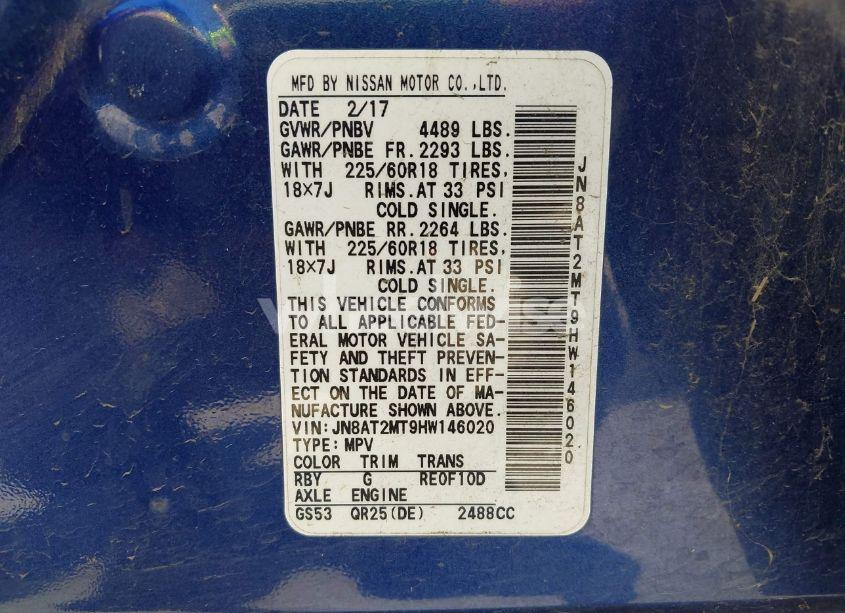 MFD BY NISSAN MOTOR CO.,LTD.
DATE 2/17
GVWR/PNBV 4489 LBS.
GAWR/PNBE FR.2293 LBS.
WITH 225/60R18 TIRES,
18×7J RIMS.AT 33 PSI
COLD SINGLE.
GAWR/PNBE RR.2264 LBS.
WITH 225/60R18 TIRES,
18×7J RIMS.AT 33 PSI
COLD SINGLE.
THIS VEHICLE CONFORMS
TO ALL APPLICABLE FED-
ERAL MOTOR VEHICLE SA-
FETY AND THEFT PREVEN-
TION STANDARDS IN EFF-
ECT ON THE DATE OF MA-
NUFACTURE SHOWN ABOVE.
VIN:JN8AT2MT9HW146020
TYPE:MPV
COLOR TRIM TRANS
RBY G RE0F10D
AXLE ENGINE
GS53 QR25(DE) 2488CC
JN8AT2MT9HW146020